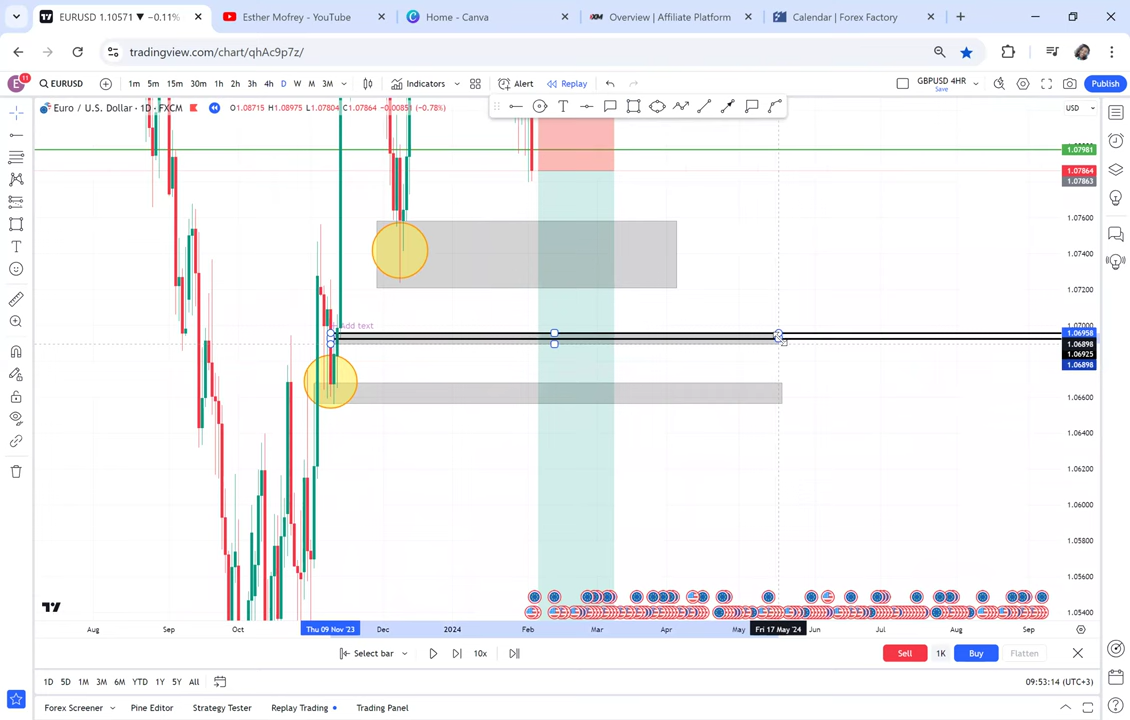 EURUSD 1.10571 ▼ −0.11%
Esther Mofrey - YouTube
Home - Canva
XM
Overview | Affiliate Platform
Calendar | Forex Factory
tradingview.com/chart/qhAc9p7z/
E
11
EURUSD
1m 5m 15m 30m 1h 2h 3h 4h D W M 3M
Indicators
Alert
Replay
GBPUSD 4HR
Save
Publish
Euro / U.S. Dollar · 1D · FXCM
O1.08715 H1.08975 L1.07804 C1.07864 −0.00851 (−0.78%)
USD
1.07981
1.07864
1.07863
1.07600
1.07400
1.07200
1.07000
1.06958
1.06898
1.06925
1.06898
1.06600
1.06400
1.06200
1.06000
1.05800
1.05600
1.05400
Add text
Aug Sep Oct Thu 09 Nov '23 Dec 2024 Feb Mar Apr May Fri 17 May '24 Jun Jul Aug Sep
Select bar
10x
Sell
1K
Buy
Flatten
1D 5D 1M 3M 6M YTD 1Y 5Y All
09:53:14 (UTC+3)
Forex Screener
Pine Editor
Strategy Tester
Replay Trading
Trading Panel